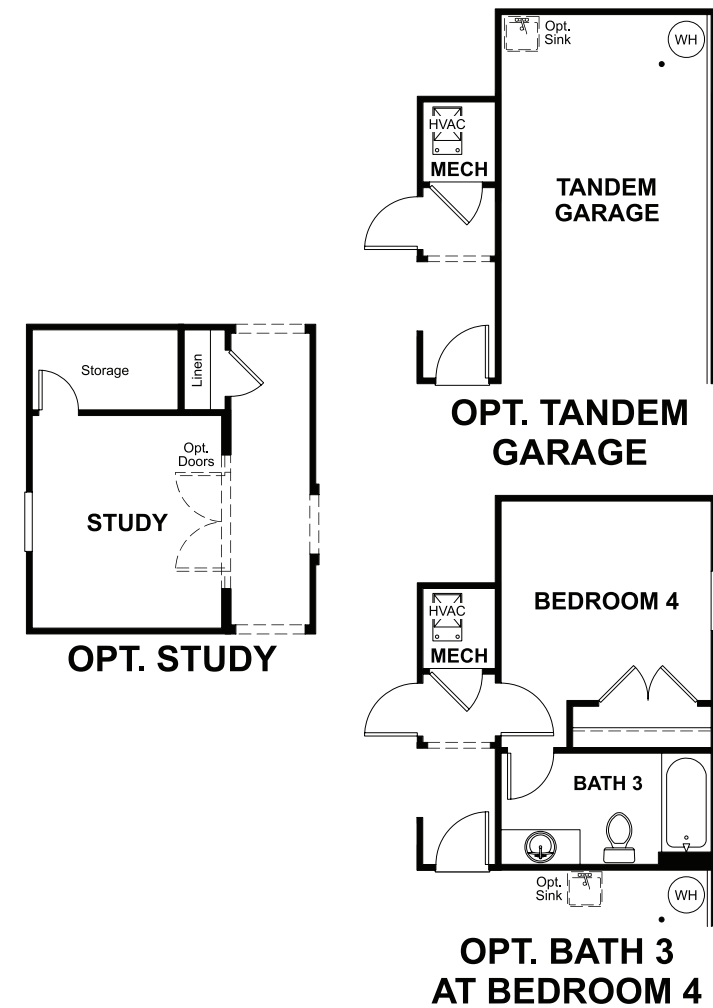 Opt.
Sink
WH
HVAC
MECH
TANDEM
GARAGE
OPT. TANDEM
GARAGE
Storage
Linen
Opt.
Doors
STUDY
OPT. STUDY
BEDROOM 4
HVAC
MECH
BATH 3
Opt.
Sink
WH
OPT. BATH 3
AT BEDROOM 4